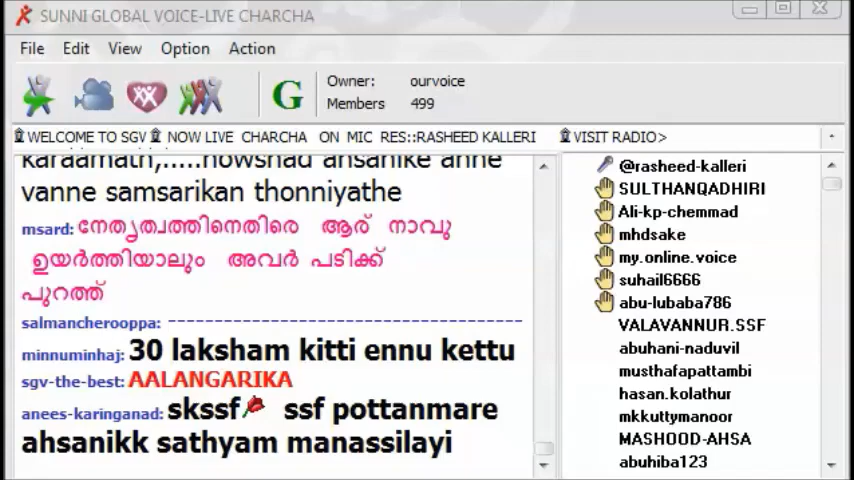 SUNNI GLOBAL VOICE-LIVE CHARCHA
File Edit View Option Action
G
Owner: ourvoice
Members 499
WELCOME TO SGV NOW LIVE CHARCHA ON MIC RES::RASHEED KALLERI VISIT RADIO>
karaamath,.....nowshad ahsanike anne
vanne samsarikan thonniyathe
msard: നേതൃത്വത്തിനെതിരെ ആര് നാവു
ഉയർത്തിയാലും അവർ പടിക്ക്
പുറത്ത്
salmancherooppa: ---------------------------------------------
minnuminhaj: 30 laksham kitti ennu kettu
sgv-the-best: AALANGARIKA
anees-karinganad: skssf ssf pottanmare
ahsanikk sathyam manassilayi
@rasheed-kalleri
SULTHANQADHIRI
Ali-kp-chemmad
mhdsake
my.online.voice
suhail6666
abu-lubaba786
VALAVANNUR.SSF
abuhani-naduvil
musthafapattambi
hasan.kolathur
mkkuttymanoor
MASHOOD-AHSA
abuhiba123